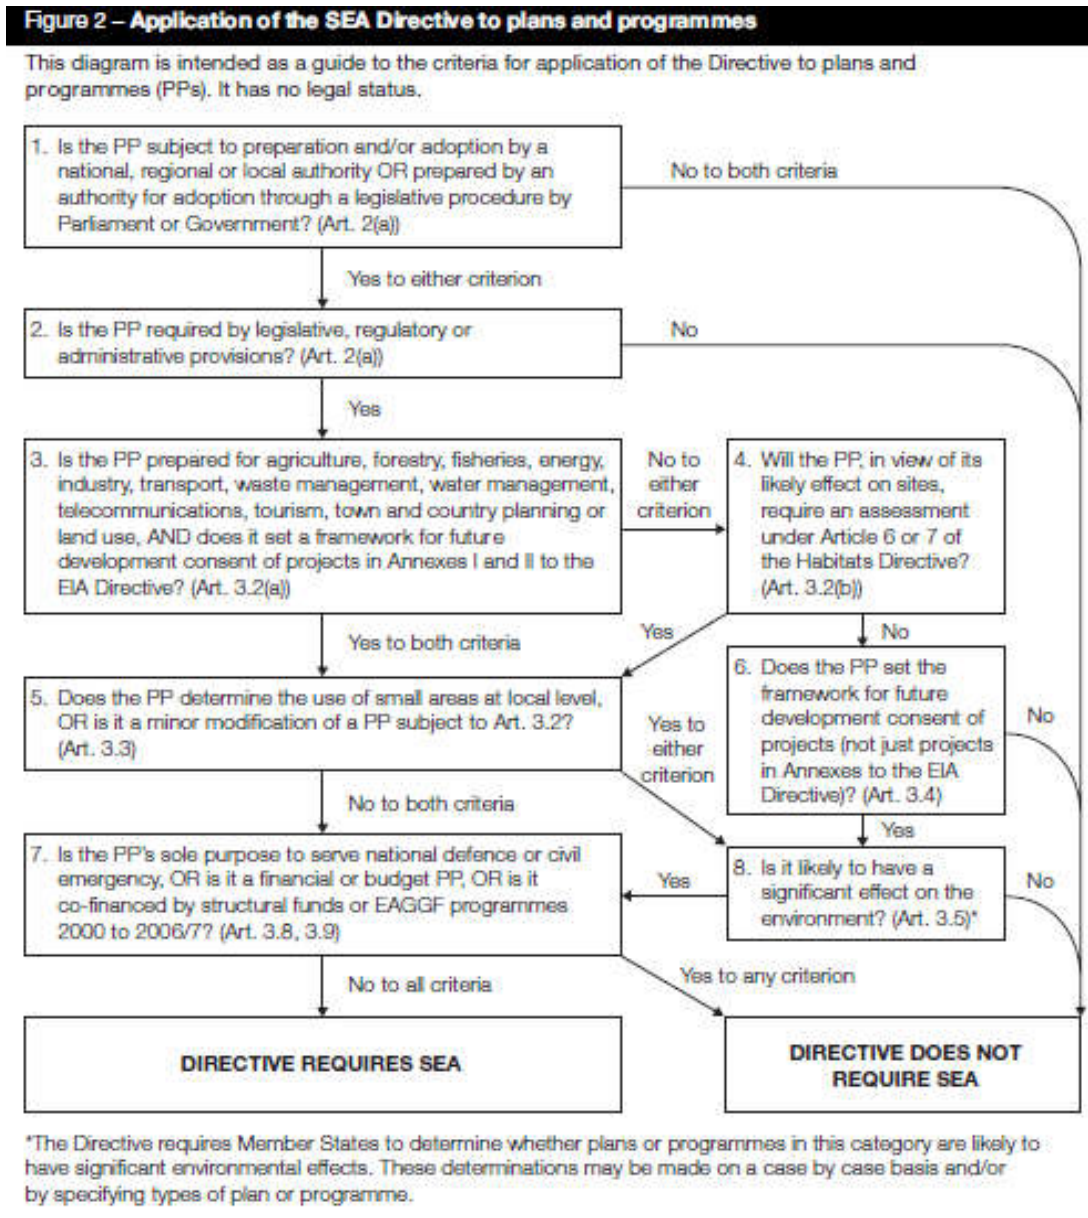 Figure 2 – Application of the SEA Directive to plans and programmes
This diagram is intended as a guide to the criteria for application of the Directive to plans and
programmes (PPs). It has no legal status.
1. Is the PP subject to preparation and/or adoption by a
national, regional or local authority OR prepared by an
authority for adoption through a legislative procedure by
Parliament or Government? (Art. 2(a))
No to both criteria
Yes to either criterion
2. Is the PP required by legislative, regulatory or
administrative provisions? (Art. 2(a))
No
Yes
3. Is the PP prepared for agriculture, forestry, fisheries, energy,
industry, transport, waste management, water management,
telecommunications, tourism, town and country planning or
land use, AND does it set a framework for future
development consent of projects in Annexes I and II to the
EIA Directive? (Art. 3.2(a))
No to
either
criterion
4. Will the PP, in view of its
likely effect on sites,
require an assessment
under Article 6 or 7 of
the Habitats Directive?
(Art. 3.2(b))
Yes to both criteria
Yes
No
5. Does the PP determine the use of small areas at local level,
OR is it a minor modification of a PP subject to Art. 3.2?
(Art. 3.3)
Yes to
either
criterion
6. Does the PP set the
framework for future
development consent of
projects (not just projects
in Annexes to the EIA
Directive)? (Art. 3.4)
No
No to both criteria
Yes
7. Is the PP's sole purpose to serve national defence or civil
emergency, OR is it a financial or budget PP, OR is it
co-financed by structural funds or EAGGF programmes
2000 to 2006/7? (Art. 3.8, 3.9)
Yes
8. Is it likely to have a
significant effect on the
environment? (Art. 3.5)*
No
No to all criteria
Yes to any criterion
DIRECTIVE REQUIRES SEA
DIRECTIVE DOES NOT
REQUIRE SEA
*The Directive requires Member States to determine whether plans or programmes in this category are likely to
have significant environmental effects. These determinations may be made on a case by case basis and/or
by specifying types of plan or programme.